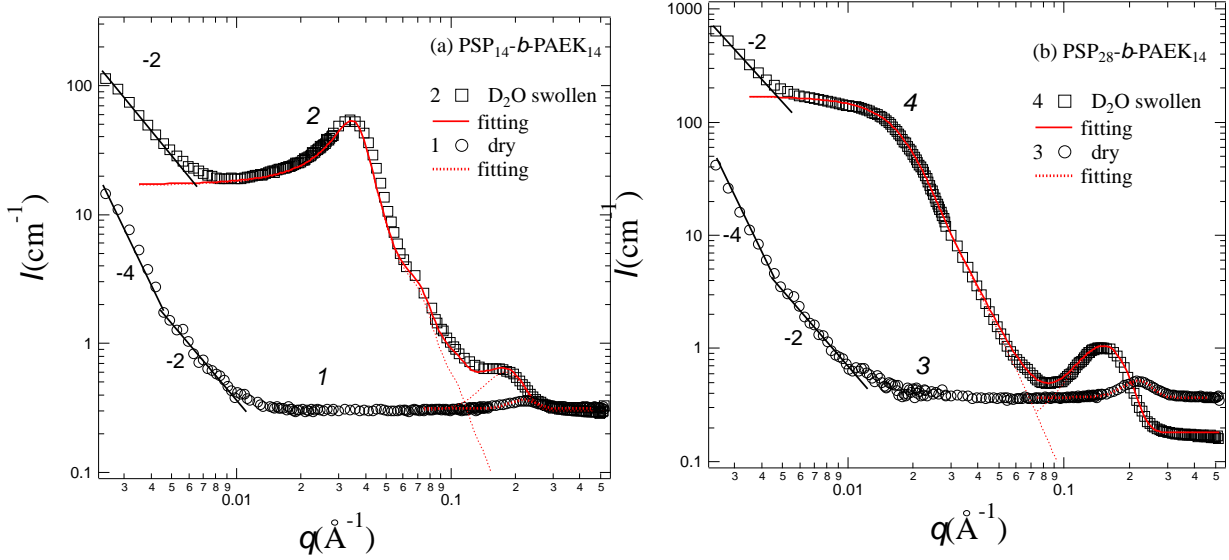 (a) PSP14-b-PAEK14
2 D2O swollen
fitting
1 dry
fitting
-2
-4
-2
2
1
100
10
1
0.1
I(cm-1)
3 4 5 6 7 8 9 2 3 4 5 6 7 8 9 2 3 4 5
0.01 0.1
q(Å-1)
(b) PSP28-b-PAEK14
4 D2O swollen
fitting
3 dry
fitting
-2
-4
-2
4
3
1000
100
10
1
0.1
I(cm-1)
3 4 5 6 7 8 9 2 3 4 5 6 7 8 9 2 3 4 5
0.01 0.1
q(Å-1)